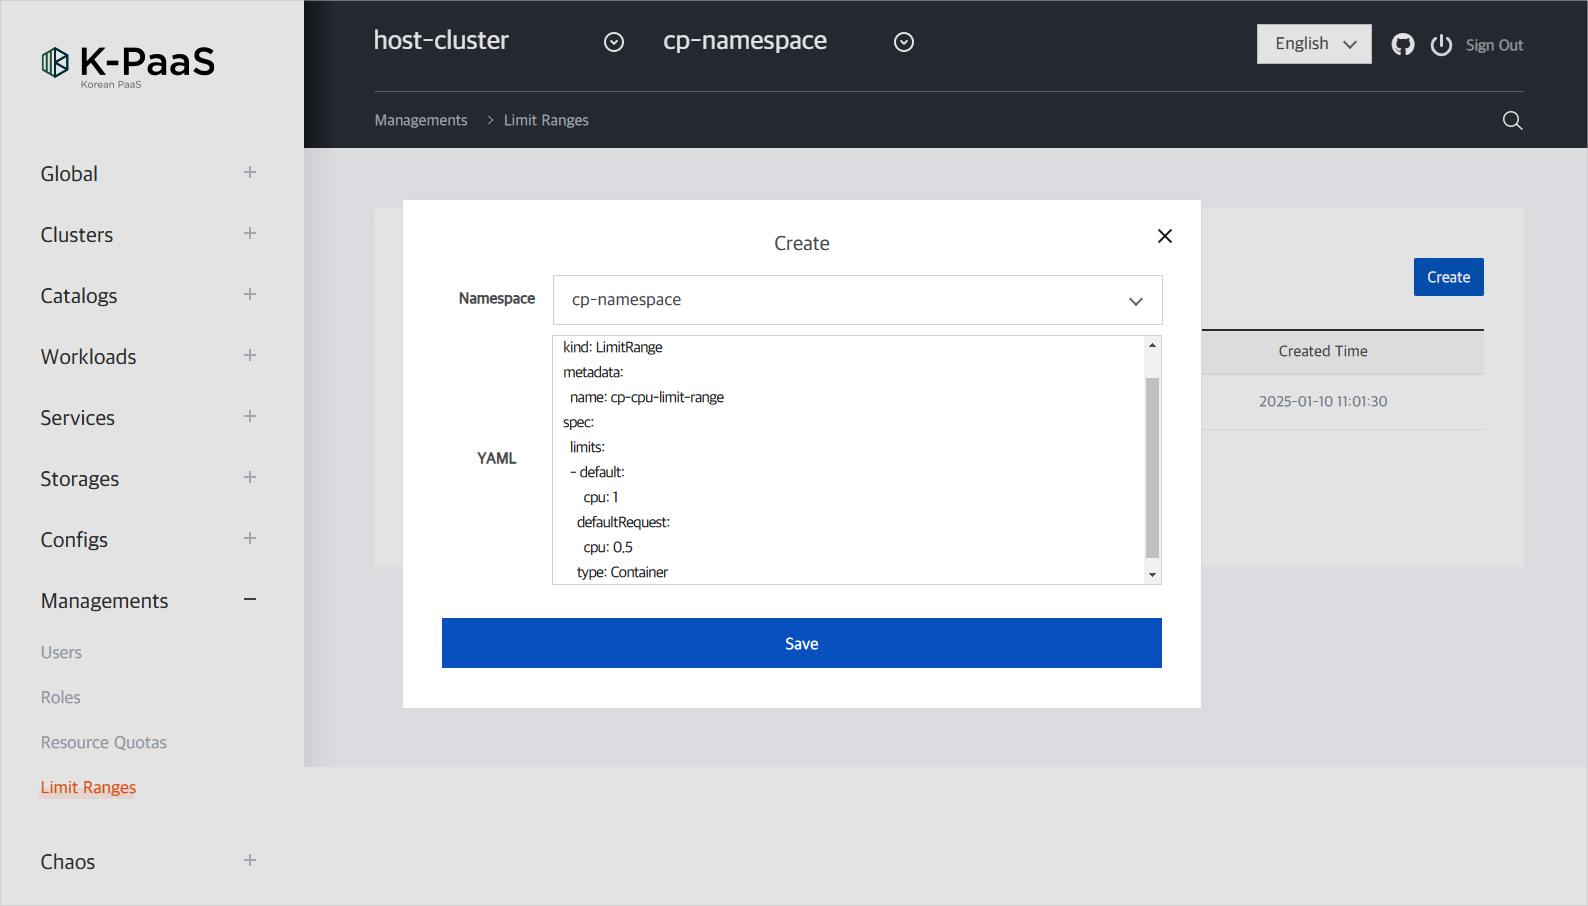 K-PaaS
Korean PaaS
host-cluster
cp-namespace
English
Sign Out
Managements > Limit Ranges
Global
Clusters
Catalogs
Workloads
Services
Storages
Configs
Managements
Users
Roles
Resource Quotas
Limit Ranges
Chaos
Create
Created Time
2025-01-10 11:01:30
Create
Namespace
cp-namespace
YAML
kind: LimitRange
metadata:
  name: cp-cpu-limit-range
spec:
  limits:
  - default:
      cpu: 1
    defaultRequest:
      cpu: 0.5
    type: Container
Save